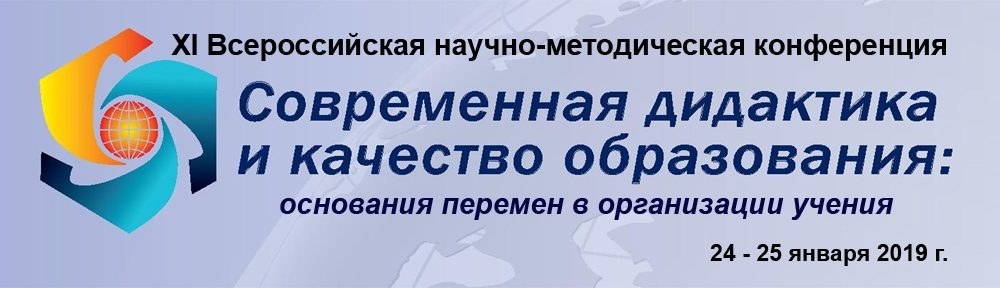 XI Всероссийская научно-методическая конференция
Современная дидактика
и качество образования:
основания перемен в организации учения
24 - 25 января 2019 г.